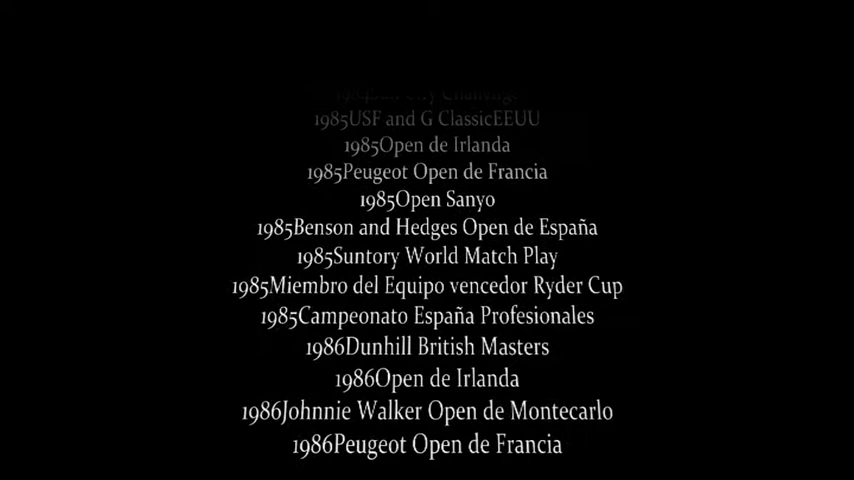 1985USF and G ClassicEEUU
1985Open de Irlanda
1985Peugeot Open de Francia
1985Open Sanyo
1985Benson and Hedges Open de España
1985Suntory World Match Play
1985Miembro del Equipo vencedor Ryder Cup
1985Campeonato España Profesionales
1986Dunhill British Masters
1986Open de Irlanda
1986Johnnie Walker Open de Montecarlo
1986Peugeot Open de Francia